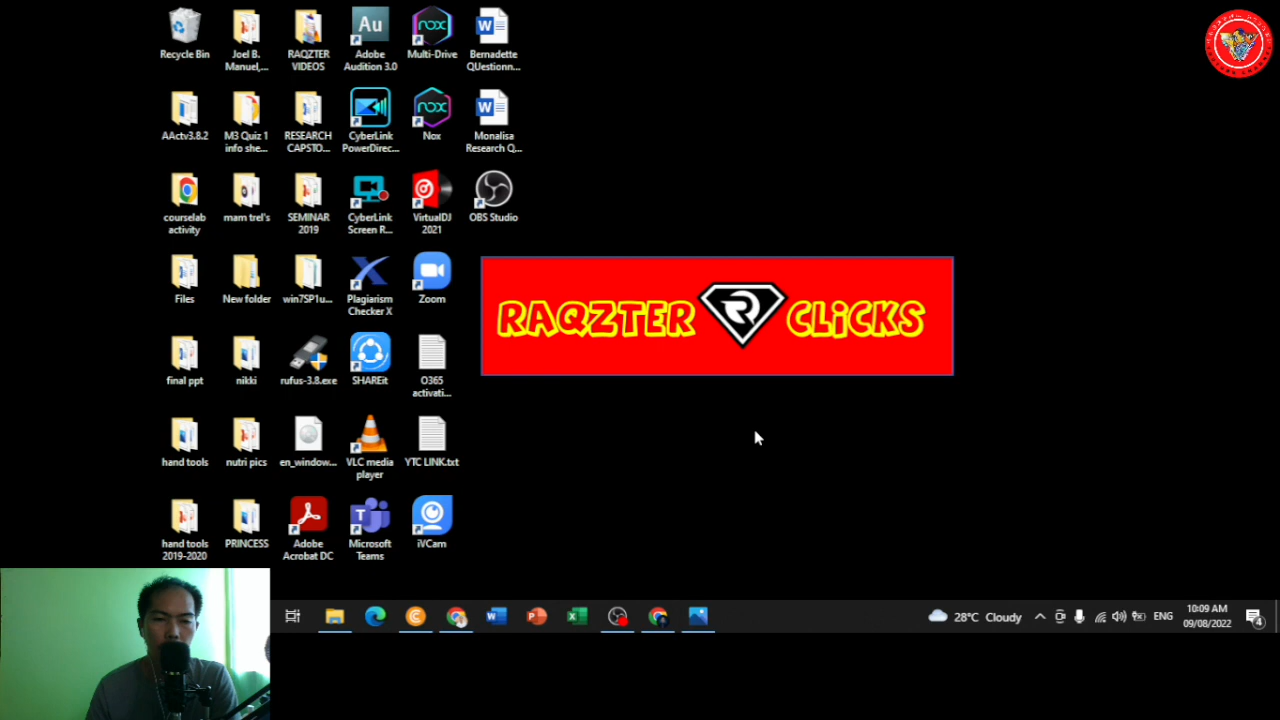 Recycle Bin
Joel B.
Manuel,...
RAQZTER
VIDEOS
Au
Adobe
Audition 3.0
nox
Multi-Drive
Bernadette
QUestionn...
AActv3.8.2
M3 Quiz 1
info she...
RESEARCH
CAPSTO...
CyberLink
PowerDirec...
nox
Nox
Monalisa
Research Q...
courselab
activity
mam trel's
SEMINAR
2019
CyberLink
Screen R...
VirtualDJ
2021
OBS Studio
Files
New folder
win7SP1u...
Plagiarism
Checker X
Zoom
RAQZTER R CLiCKS
final ppt
nikki
rufus-3.8.exe
SHAREit
O365
activati...
hand tools
nutri pics
en_window...
VLC media
player
YTC LINK.txt
hand tools
2019-2020
PRINCESS
Adobe
Acrobat DC
Microsoft
Teams
iVCam
28°C Cloudy
ENG
10:09 AM
09/08/2022
4